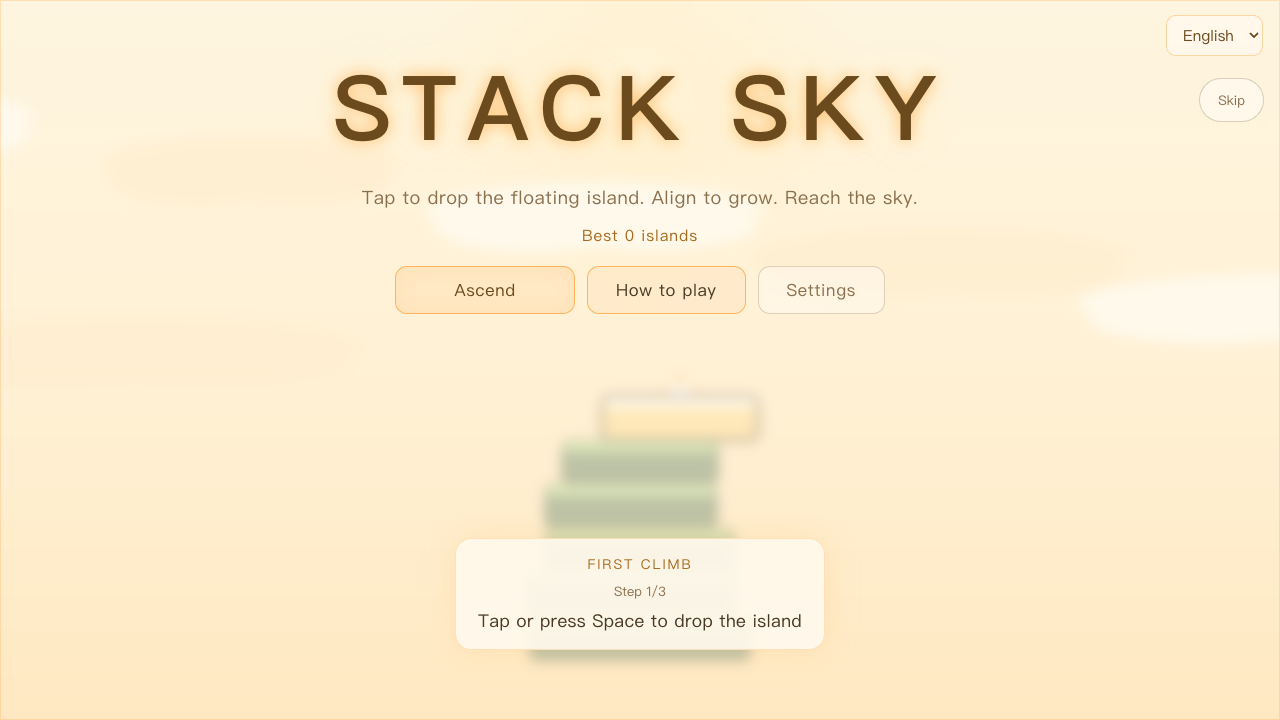 English
STACK SKY
Skip
Tap to drop the floating island. Align to grow. Reach the sky.
Best 0 islands
Ascend
How to play
Settings
FIRST CLIMB
Step 1/3
Tap or press Space to drop the island